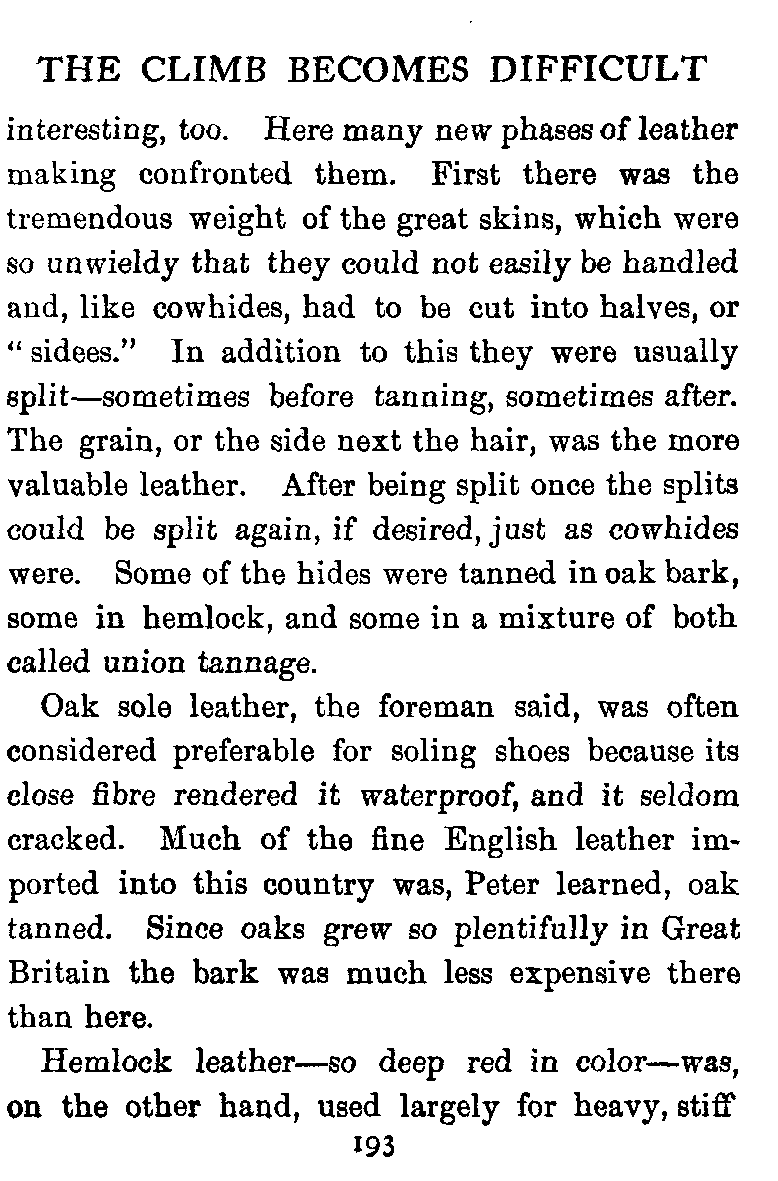 THE CLIMB BECOMES DIFFICULT
interesting, too. Here many new phases of leather
making confronted them. First there was the
tremendous weight of the great skins, which were
so unwieldy that they could not easily be handled
and, like cowhides, had to be cut into halves, or
“ sidees.” In addition to this they were usually
split—sometimes before tanning, sometimes after.
The grain, or the side next the hair, was the more
valuable leather. After being split once the splits
could be split again, if desired, just as cowhides
were. Some of the hides were tanned in oak bark,
some in hemlock, and some in a mixture of both
called union tannage.
Oak sole leather, the foreman said, was often
considered preferable for soling shoes because its
close fibre rendered it waterproof, and it seldom
cracked. Much of the fine English leather im-
ported into this country was, Peter learned, oak
tanned. Since oaks grew so plentifully in Great
Britain the bark was much less expensive there
than here.
Hemlock leather—so deep red in color—was,
on the other hand, used largely for heavy, stiff
193